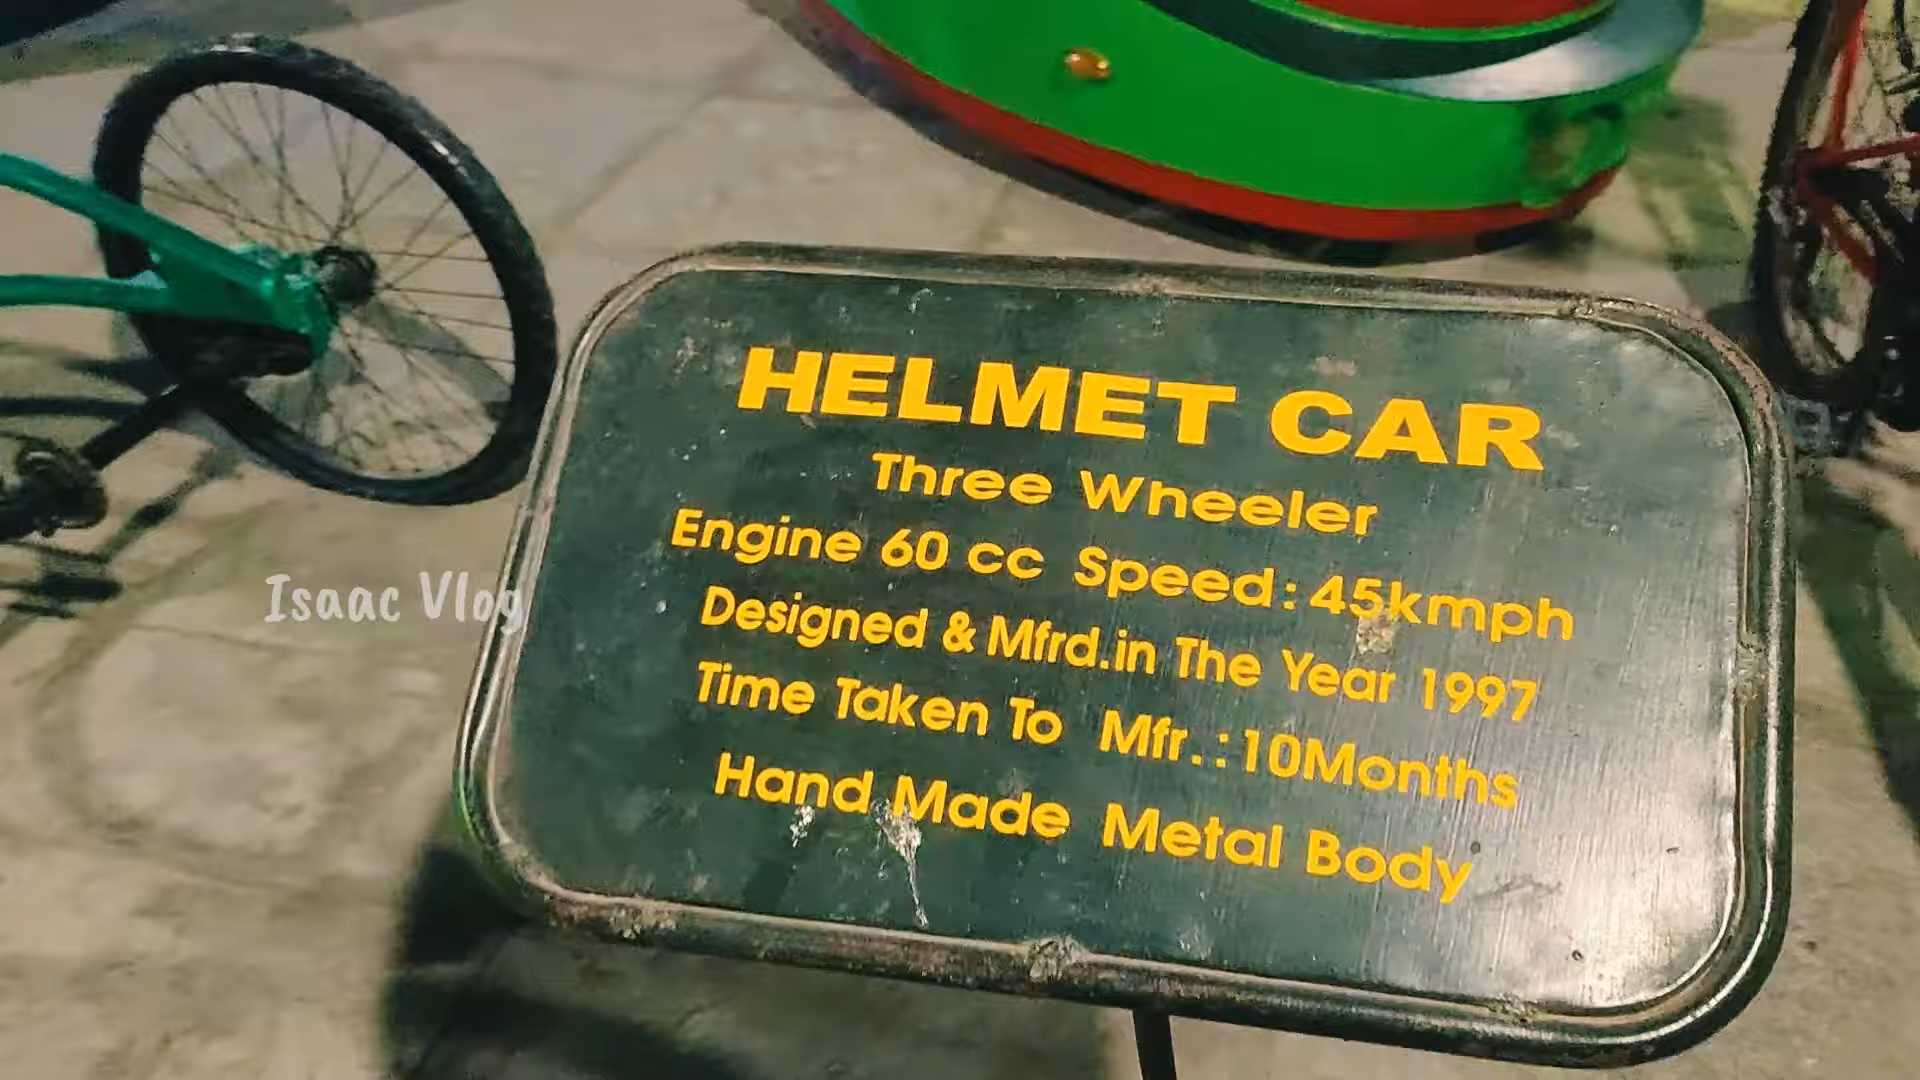 HELMET CAR
Three Wheeler
Engine 60 cc Speed: 45kmph
Designed & Mfrd.in The Year 1997
Time Taken To Mfr.:10Months
Hand Made Metal Body
Isaac Vlog